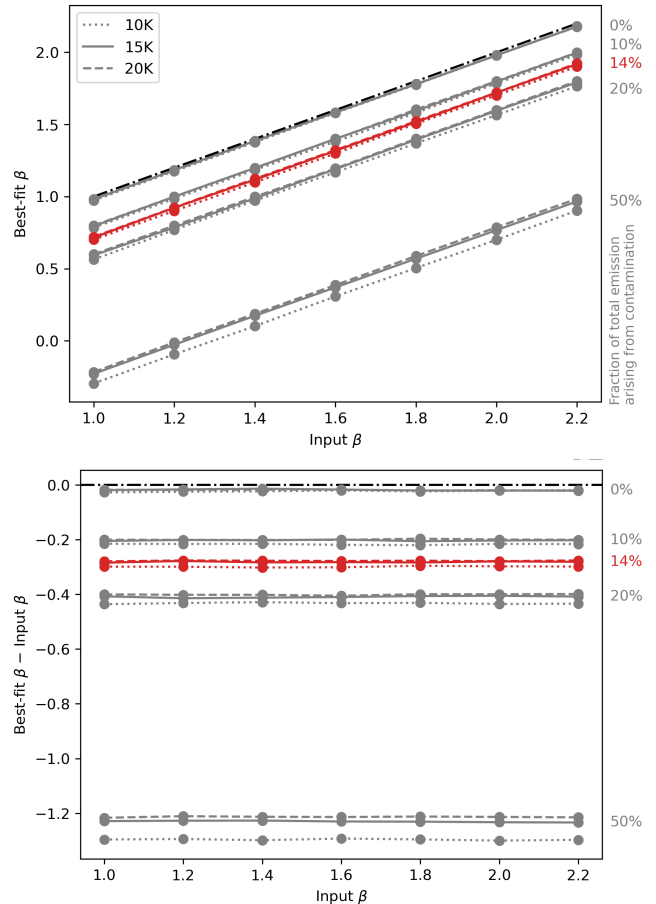 10K
15K
20K
2.0
1.5
1.0
0.5
0.0
Best-fit β
1.0 1.2 1.4 1.6 1.8 2.0 2.2
Input β
0%
10%
14%
20%
50%
Fraction of total emission
arising from contamination
0.0
−0.2
−0.4
−0.6
−0.8
−1.0
−1.2
Best-fit β − Input β
1.0 1.2 1.4 1.6 1.8 2.0 2.2
Input β
0%
10%
14%
20%
50%